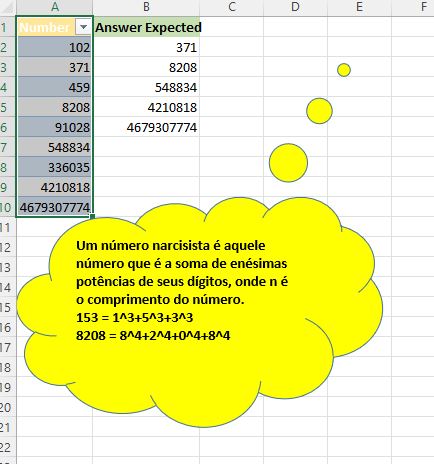 A B C D E F
1 Number Answer Expected
2 102 371
3 371 8208
4 459 548834
5 8208 4210818
6 91028 4679307774
7 548834
8 336035
9 4210818
10 4679307774
11
12
13
14
15
16
17
18
19
20
21
22
Um número narcisista é aquele
número que é a soma de enésimas
potências de seus dígitos, onde n é
o comprimento do número.
153 = 1^3+5^3+3^3
8208 = 8^4+2^4+0^4+8^4